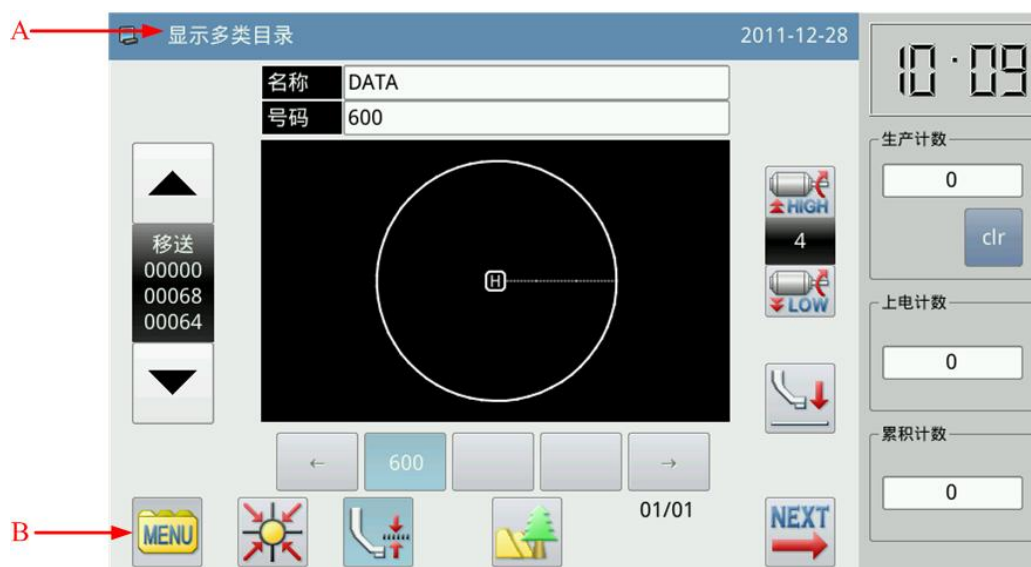 A
显示多类目录
2011-12-28
10:09
名称
DATA
号码
600
生产计数
0
clr
移送
00000
00068
00064
H
HIGH
4
LOW
上电计数
0
累积计数
0
←
600
→
01/01
B
MENU
NEXT